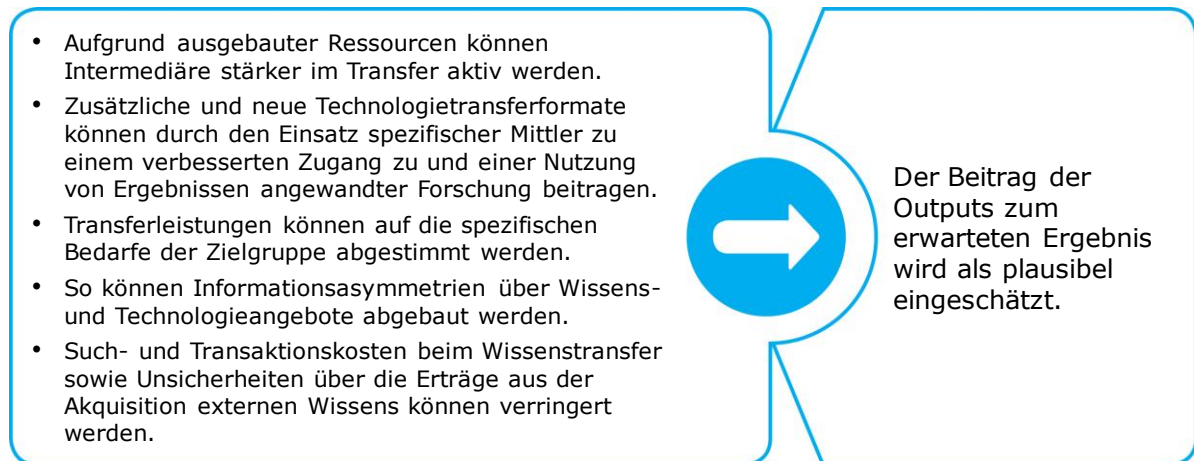 • Aufgrund ausgebauter Ressourcen können
Intermediäre stärker im Transfer aktiv werden.
• Zusätzliche und neue Technologietransferformate
können durch den Einsatz spezifischer Mittler zu
einem verbesserten Zugang zu und einer Nutzung
von Ergebnissen angewandter Forschung beitragen.
• Transferleistungen können auf die spezifischen
Bedarfe der Zielgruppe abgestimmt werden.
• So können Informationsasymmetrien über Wissens-
und Technologieangebote abgebaut werden.
• Such- und Transaktionskosten beim Wissenstransfer
sowie Unsicherheiten über die Erträge aus der
Akquisition externen Wissens können verringert
werden.
Der Beitrag der
Outputs zum
erwarteten Ergebnis
wird als plausibel
eingeschätzt.